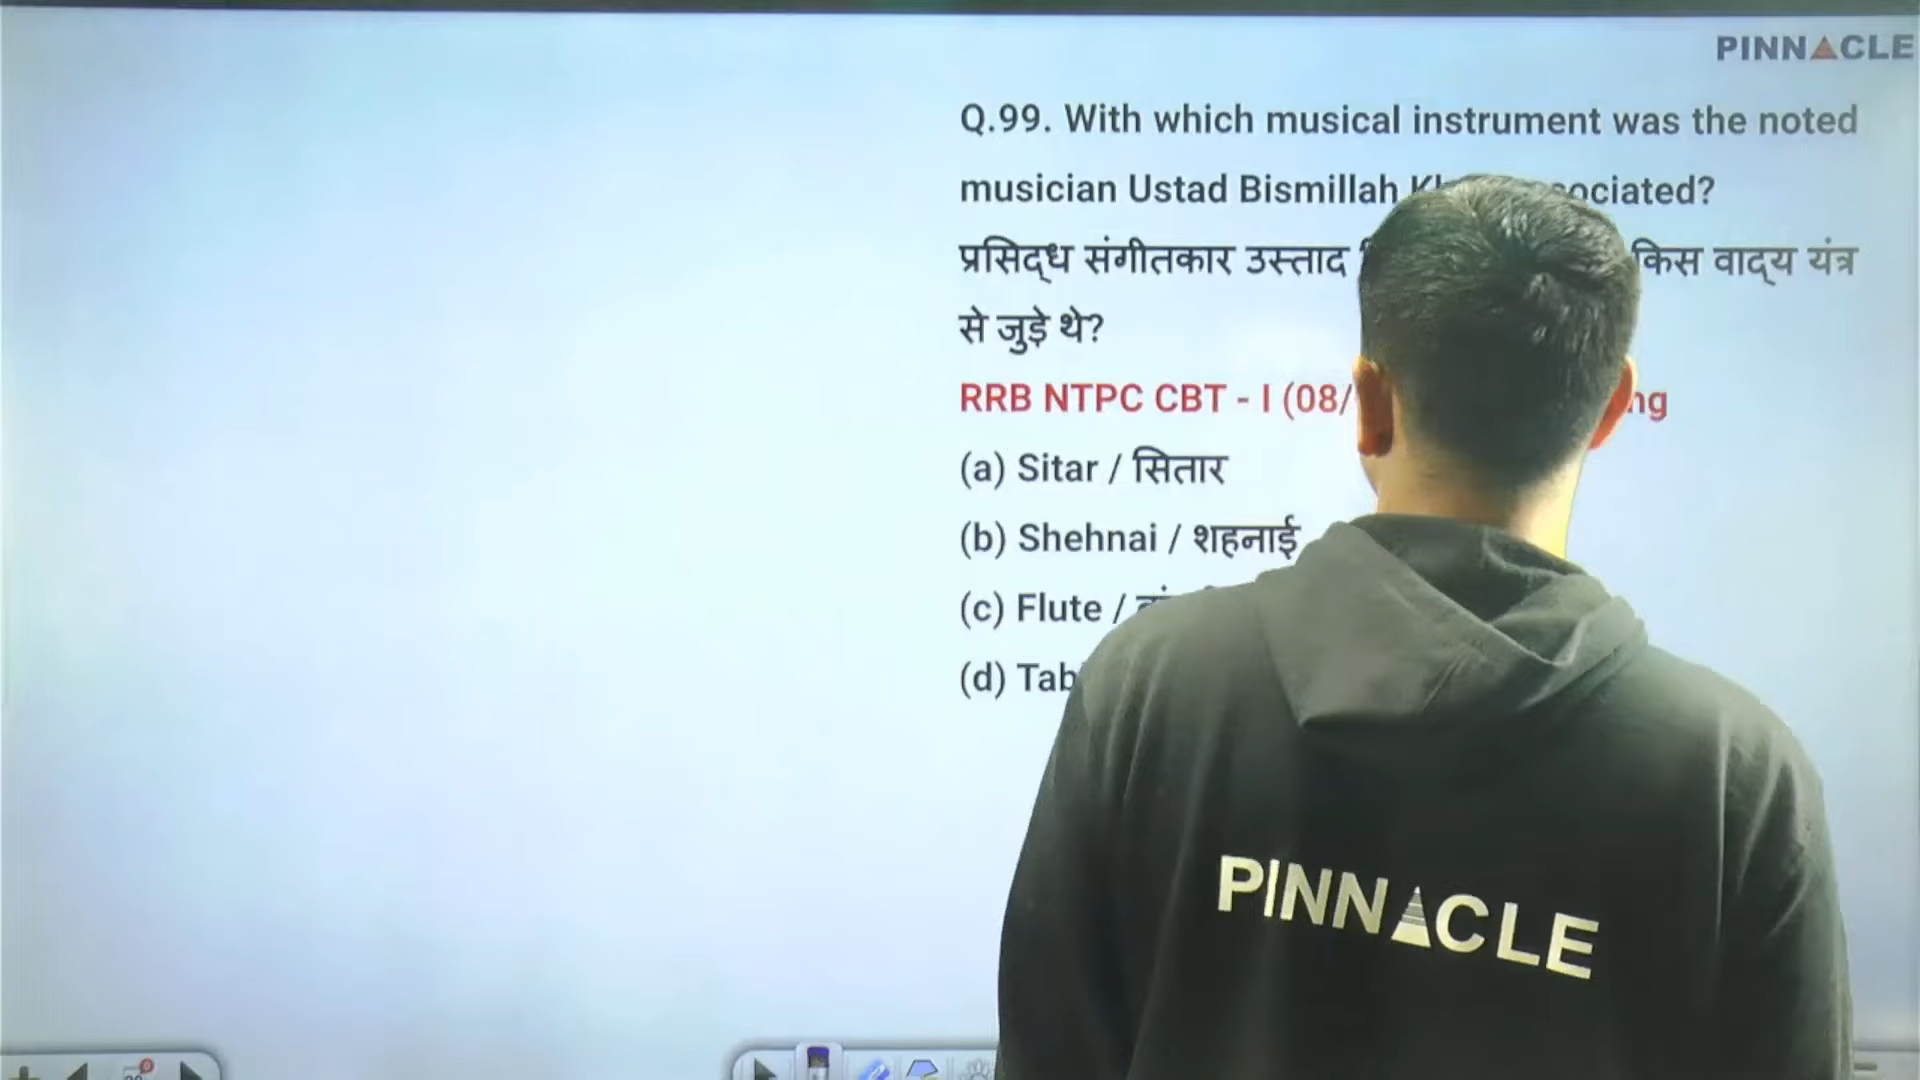 PINNACLE
Q.99. With which musical instrument was the noted
musician Ustad Bismillah ociated?
प्रसिद्ध संगीतकार उस्ताद किस वाद्य यंत्र
से जुड़े थे?
RRB NTPC CBT - I (08/ ng
(a) Sitar / सितार
(b) Shehnai / शहनाई
(c) Flute /
(d) Tab
PINNACLE